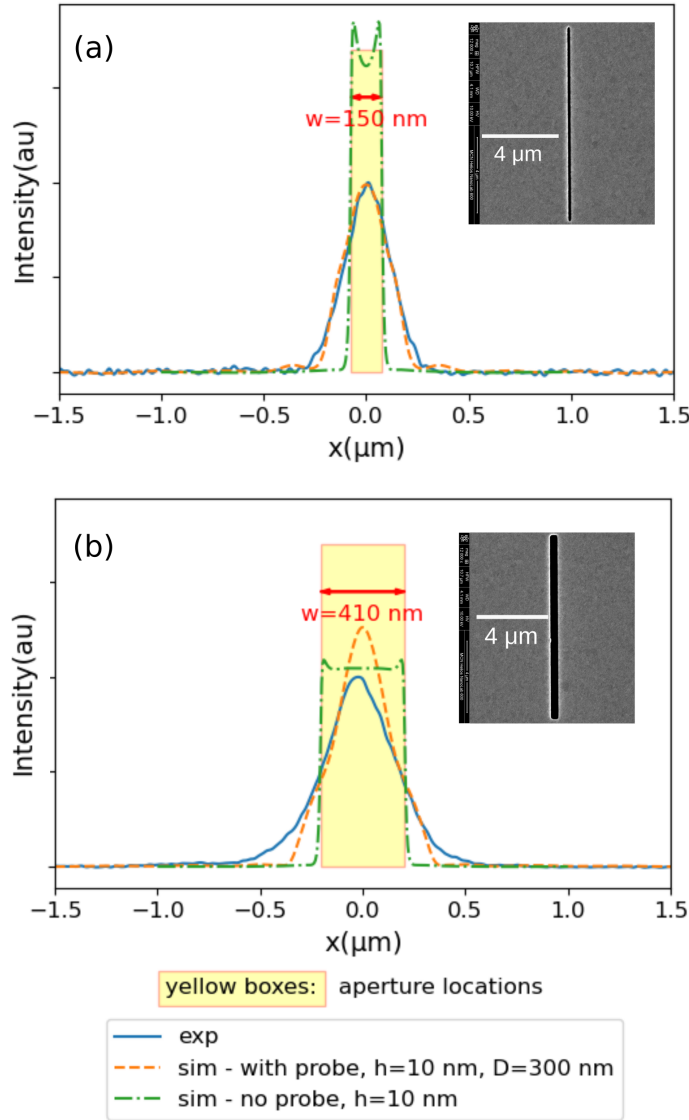 (a)
w=150 nm
4 µm
Intensity(au)
−1.5 −1.0 −0.5 0.0 0.5 1.0 1.5
x(µm)
(b)
w=410 nm
4 µm
Intensity(au)
−1.5 −1.0 −0.5 0.0 0.5 1.0 1.5
x(µm)
yellow boxes: aperture locations
exp
sim - with probe, h=10 nm, D=300 nm
sim - no probe, h=10 nm